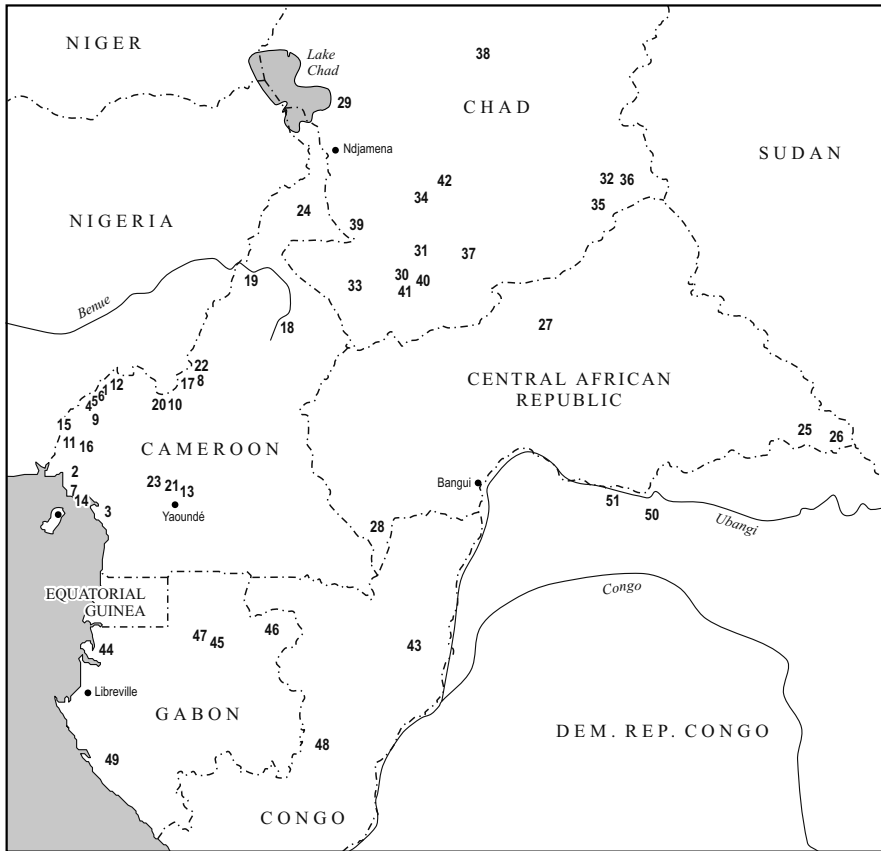 NIGER
Lake
Chad
38
29
CHAD
Ndjamena
SUDAN
42
32 36
34
35
24
NIGERIA
39
31
37
30
40
19
33
41
Benue
18
27
22
17 8
12
1
6
5
4
20 10
CENTRAL AFRICAN
REPUBLIC
9
15
25
26
11
16
CAMEROON
2
23 21 13
Bangui
7
14
Yaoundé
3
51
50
28
Ubangi
Congo
EQUATORIAL
GUINEA
46
47
45
44
43
Libreville
GABON
48
DEM. REP. CONGO
49
CONGO